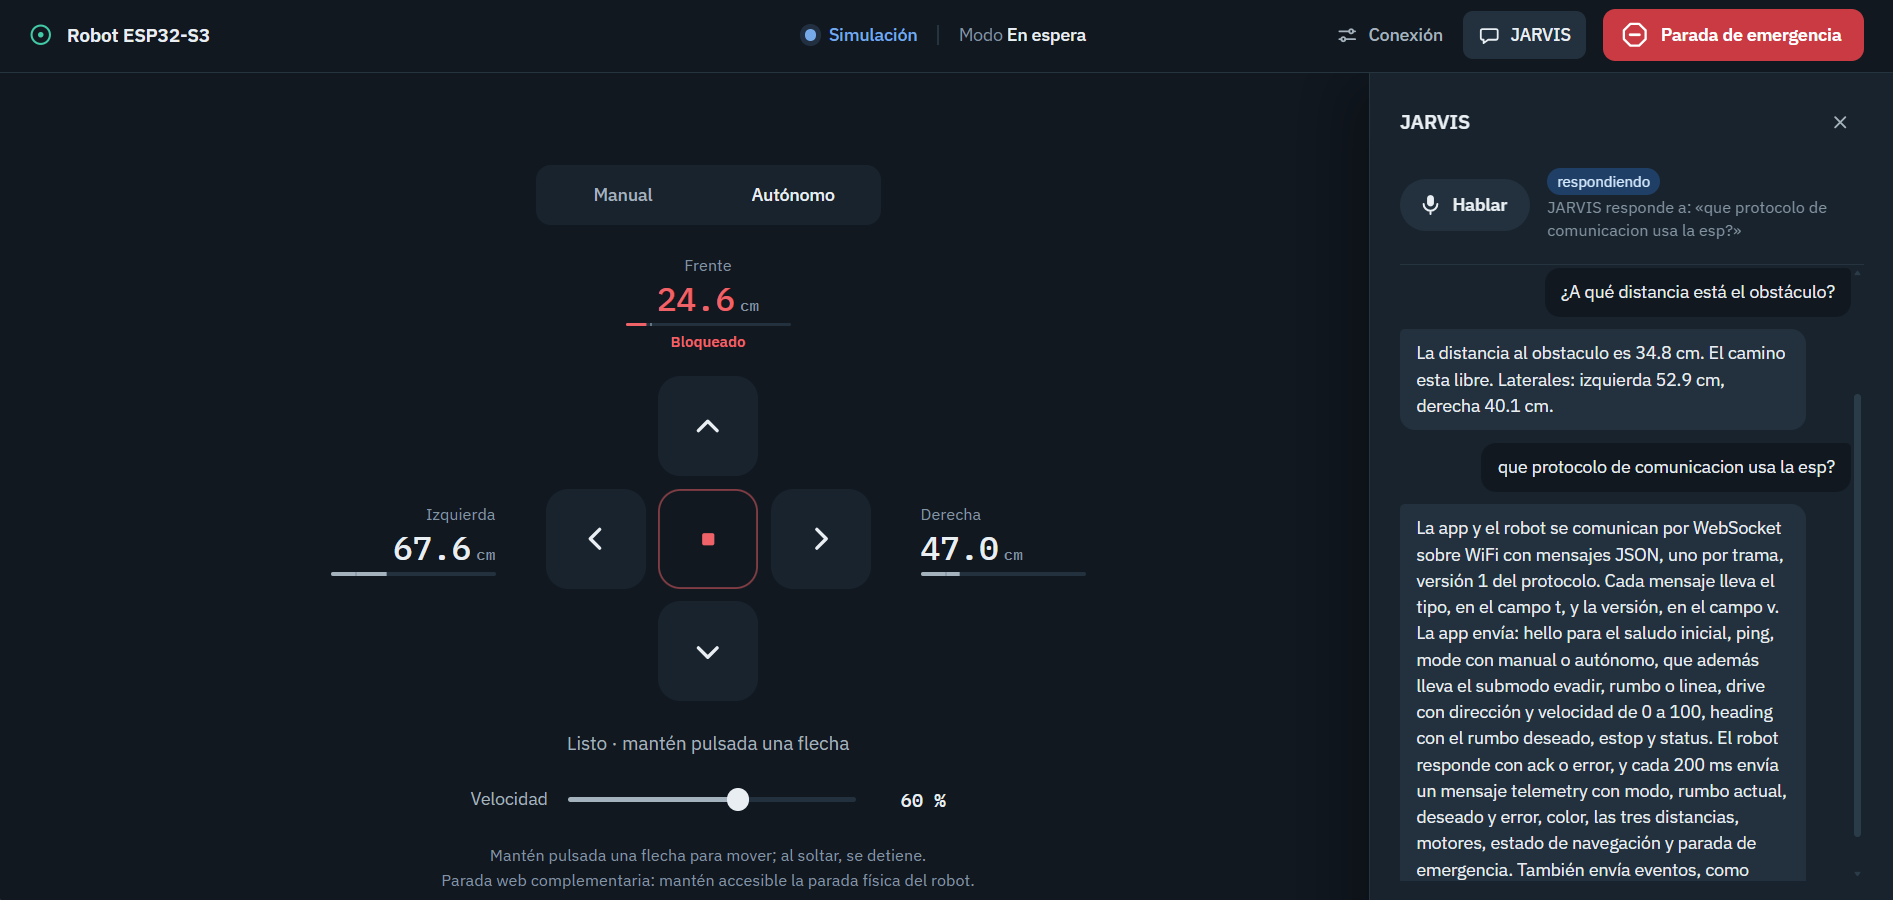 Robot ESP32-S3
Simulación
Modo En espera
Conexión
JARVIS
Parada de emergencia
Manual
Autónomo
Frente
24.6 cm
Bloqueado
Izquierda
67.6 cm
Derecha
47.0 cm
Listo · mantén pulsada una flecha
Velocidad
60 %
Mantén pulsada una flecha para mover; al soltar, se detiene.
Parada web complementaria: mantén accesible la parada física del robot.
JARVIS
Hablar
respondiendo
JARVIS responde a: «que protocolo de
comunicacion usa la esp?»
¿A qué distancia está el obstáculo?
La distancia al obstaculo es 34.8 cm. El camino
esta libre. Laterales: izquierda 52.9 cm,
derecha 40.1 cm.
que protocolo de comunicacion usa la esp?
La app y el robot se comunican por WebSocket
sobre WiFi con mensajes JSON, uno por trama,
versión 1 del protocolo. Cada mensaje lleva el
tipo, en el campo t, y la versión, en el campo v.
La app envía: hello para el saludo inicial, ping,
mode con manual o autónomo, que además
lleva el submodo evadir, rumbo o linea, drive
con dirección y velocidad de 0 a 100, heading
con el rumbo deseado, estop y status. El robot
responde con ack o error, y cada 200 ms envía
un mensaje telemetry con modo, rumbo actual,
deseado y error, color, las tres distancias,
motores, estado de navegación y parada de
emergencia. También envía eventos, como